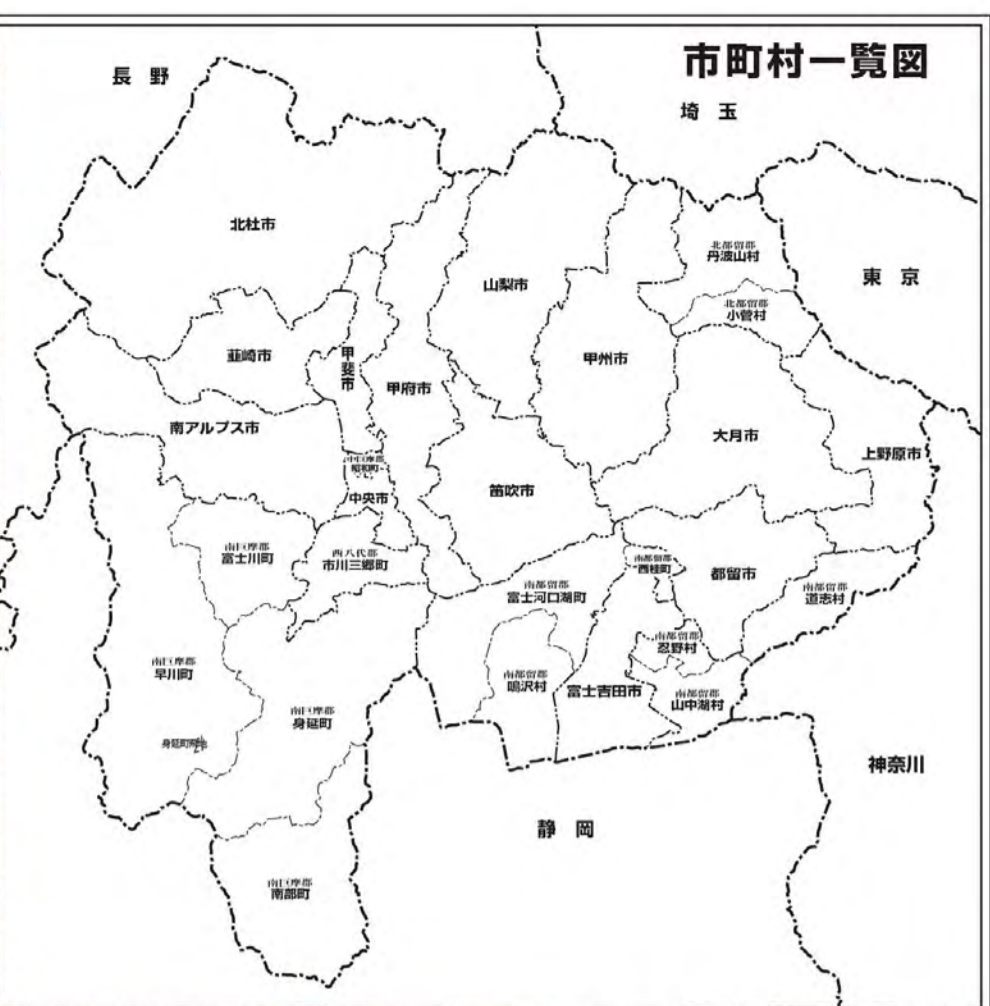 市町村一覧図
長野
埼玉
北杜市
北都留郡
丹波山村
東京
山梨市
北都留郡
小菅村
韮崎市
甲斐市
甲府市
甲州市
南アルプス市
大月市
上野原市
中巨摩郡
昭和町
中央市
笛吹市
南巨摩郡
富士川町
西八代郡
市川三郷町
南都留郡
西桂町
都留市
南都留郡
富士河口湖町
南都留郡
道志村
南都留郡
忍野村
南巨摩郡
早川町
南都留郡
鳴沢村
富士吉田市
南都留郡
山中湖村
南巨摩郡
身延町
神奈川
静岡
南巨摩郡
南部町